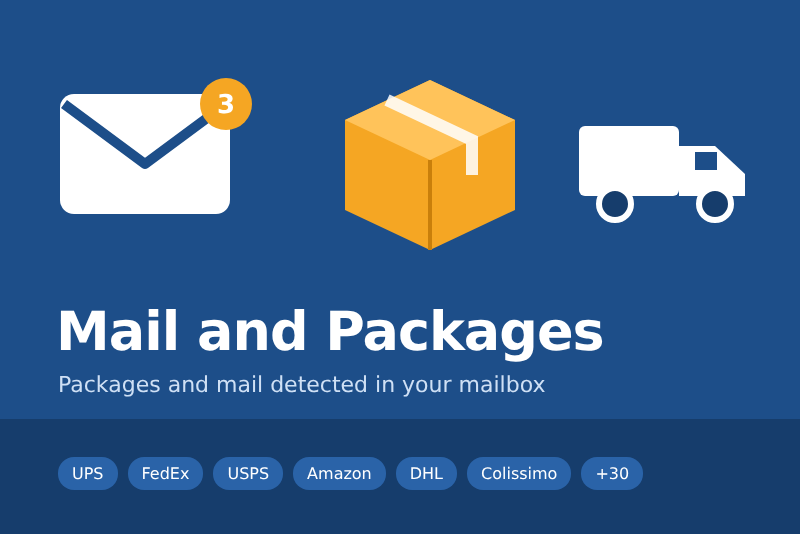 3
Mail and Packages
Packages and mail detected in your mailbox
UPS FedEx USPS Amazon DHL Colissimo +30